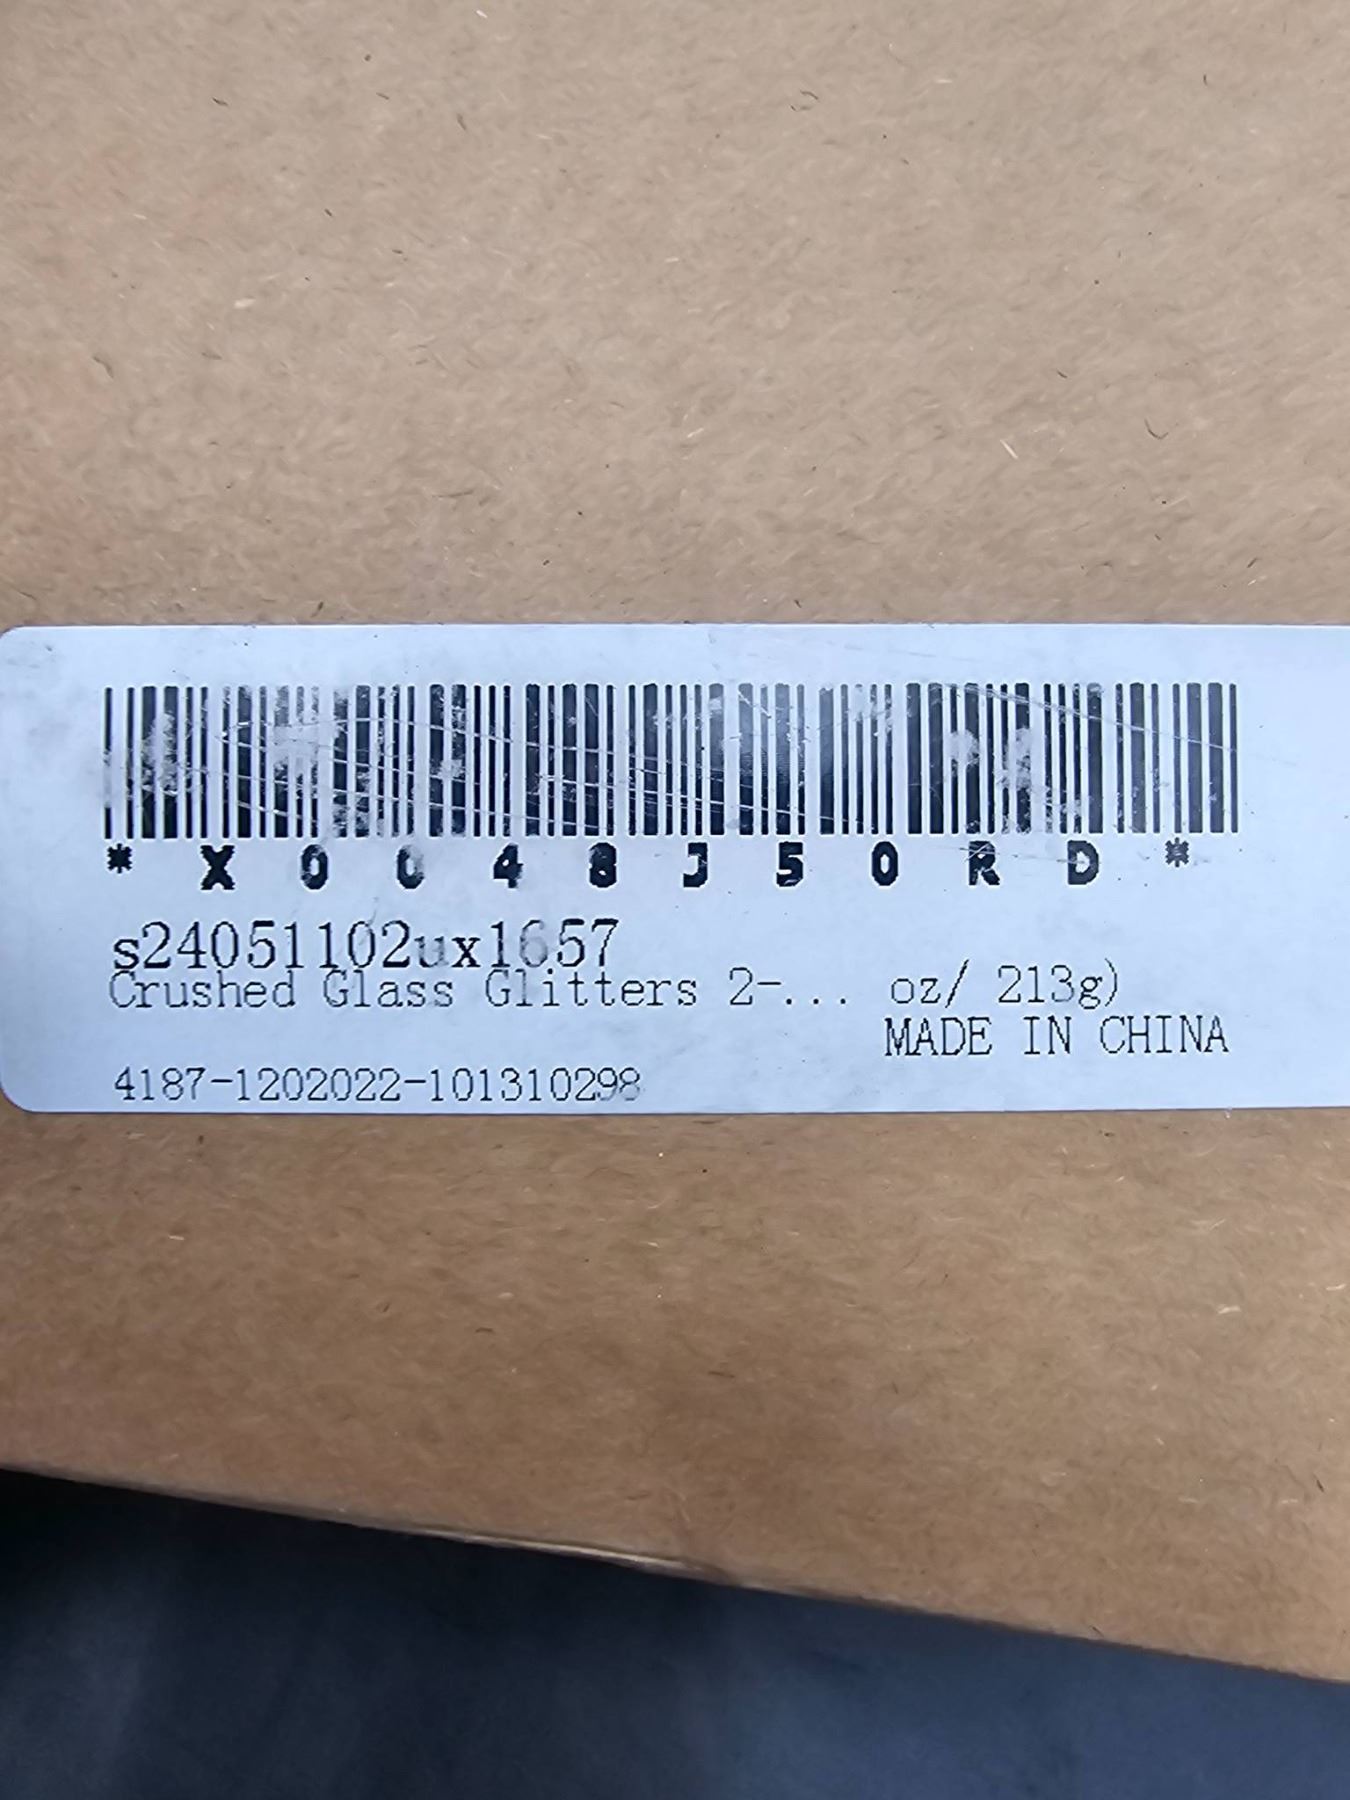 *X0048J50RD*
s24051102ux1657
Crushed Glass Glitters 2-... oz/ 213g)
MADE IN CHINA
4187-1202022-101310298